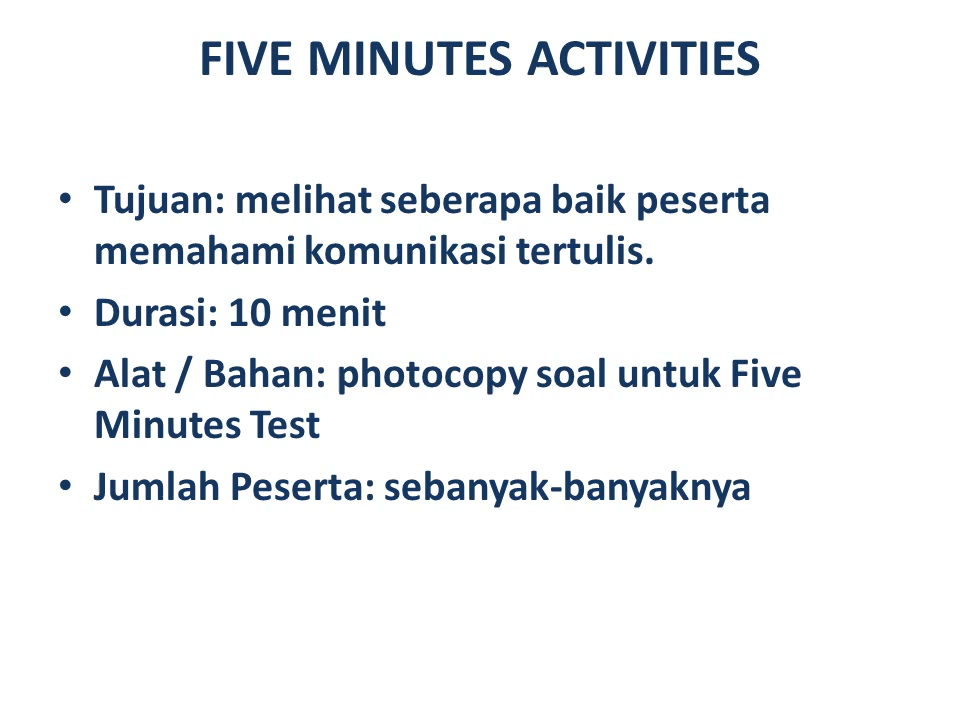 FIVE MINUTES ACTIVITIES
• Tujuan: melihat seberapa baik peserta
memahami komunikasi tertulis.
• Durasi: 10 menit
• Alat / Bahan: photocopy soal untuk Five
Minutes Test
• Jumlah Peserta: sebanyak-banyaknya